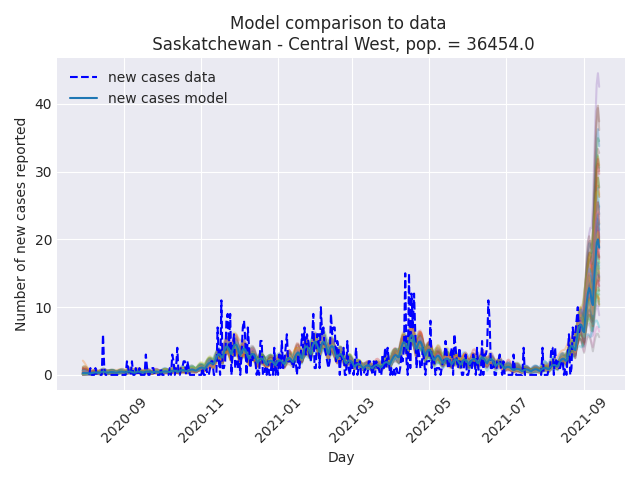 Model comparison to data
Saskatchewan - Central West, pop. = 36454.0
new cases data
new cases model
Number of new cases reported
40
30
20
10
0
2020-09
2020-11
2021-01
2021-03
2021-05
2021-07
2021-09
Day